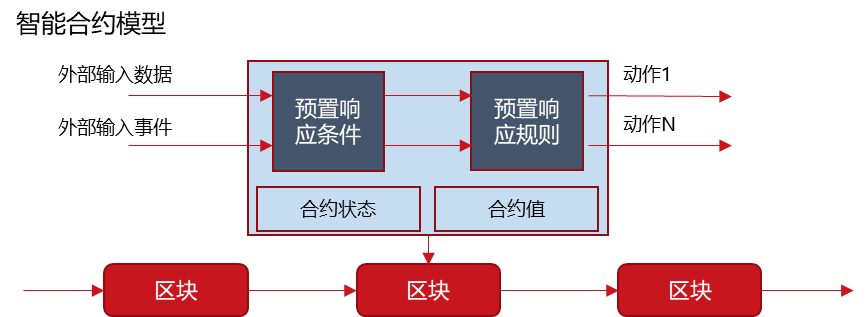 智能合约模型
外部输入数据
外部输入事件
预置响
应条件
预置响
应规则
动作1
动作N
合约状态
合约值
区块
区块
区块